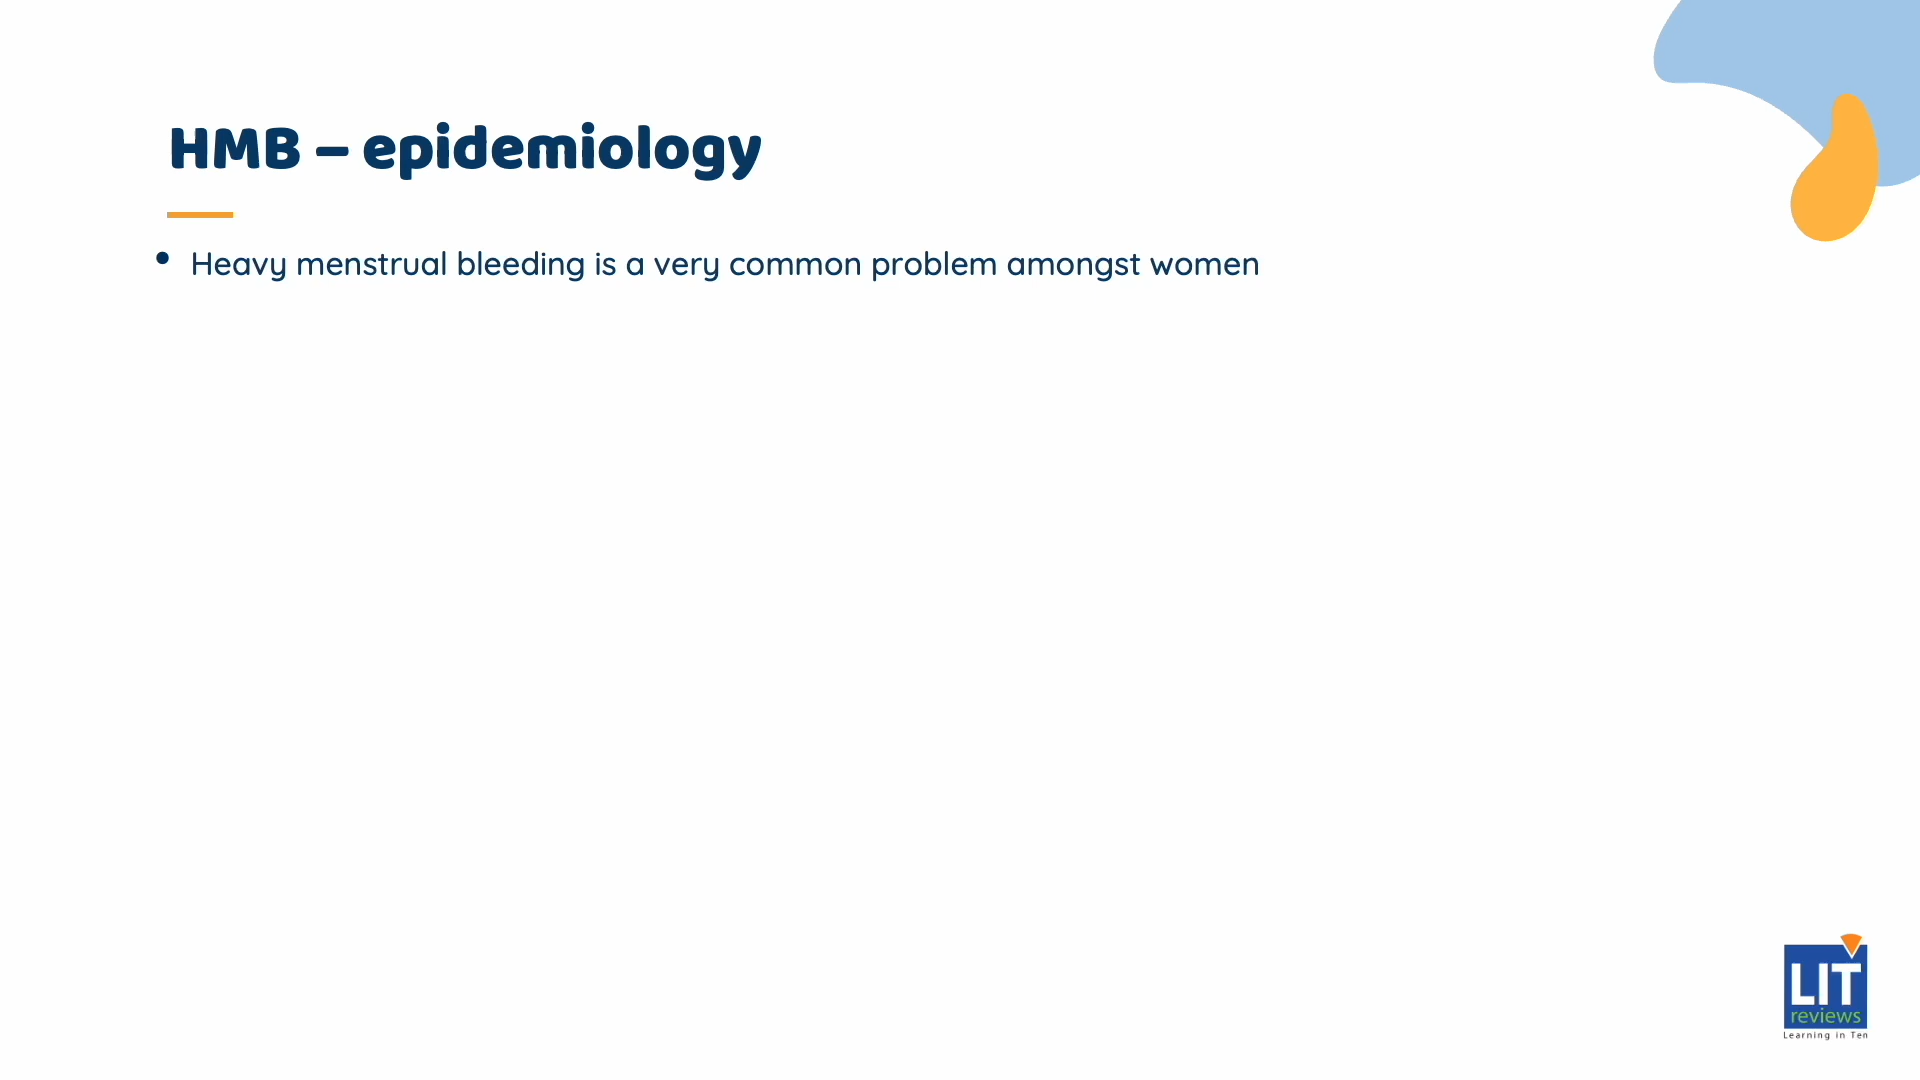 HMB – epidemiology
• Heavy menstrual bleeding is a very common problem amongst women
LIT
reviews
Learning in Ten